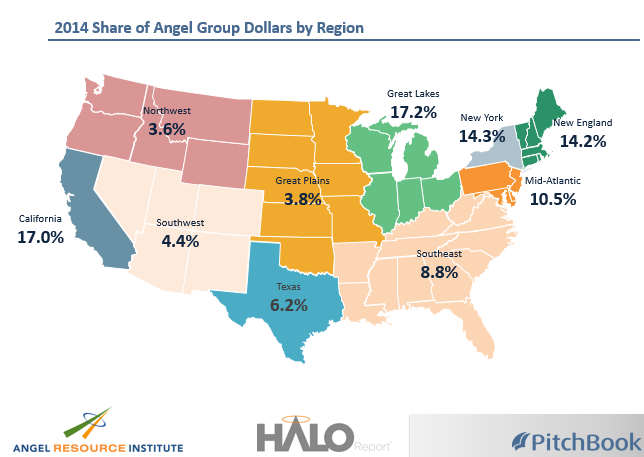 2014 Share of Angel Group Dollars by Region
Northwest
3.6%
Great Lakes
17.2%
New York
14.3%
New England
14.2%
Great Plains
3.8%
Mid-Atlantic
10.5%
California
17.0%
Southwest
4.4%
Southeast
8.8%
Texas
6.2%
ANGEL RESOURCE INSTITUTE
HALO Report
PitchBook